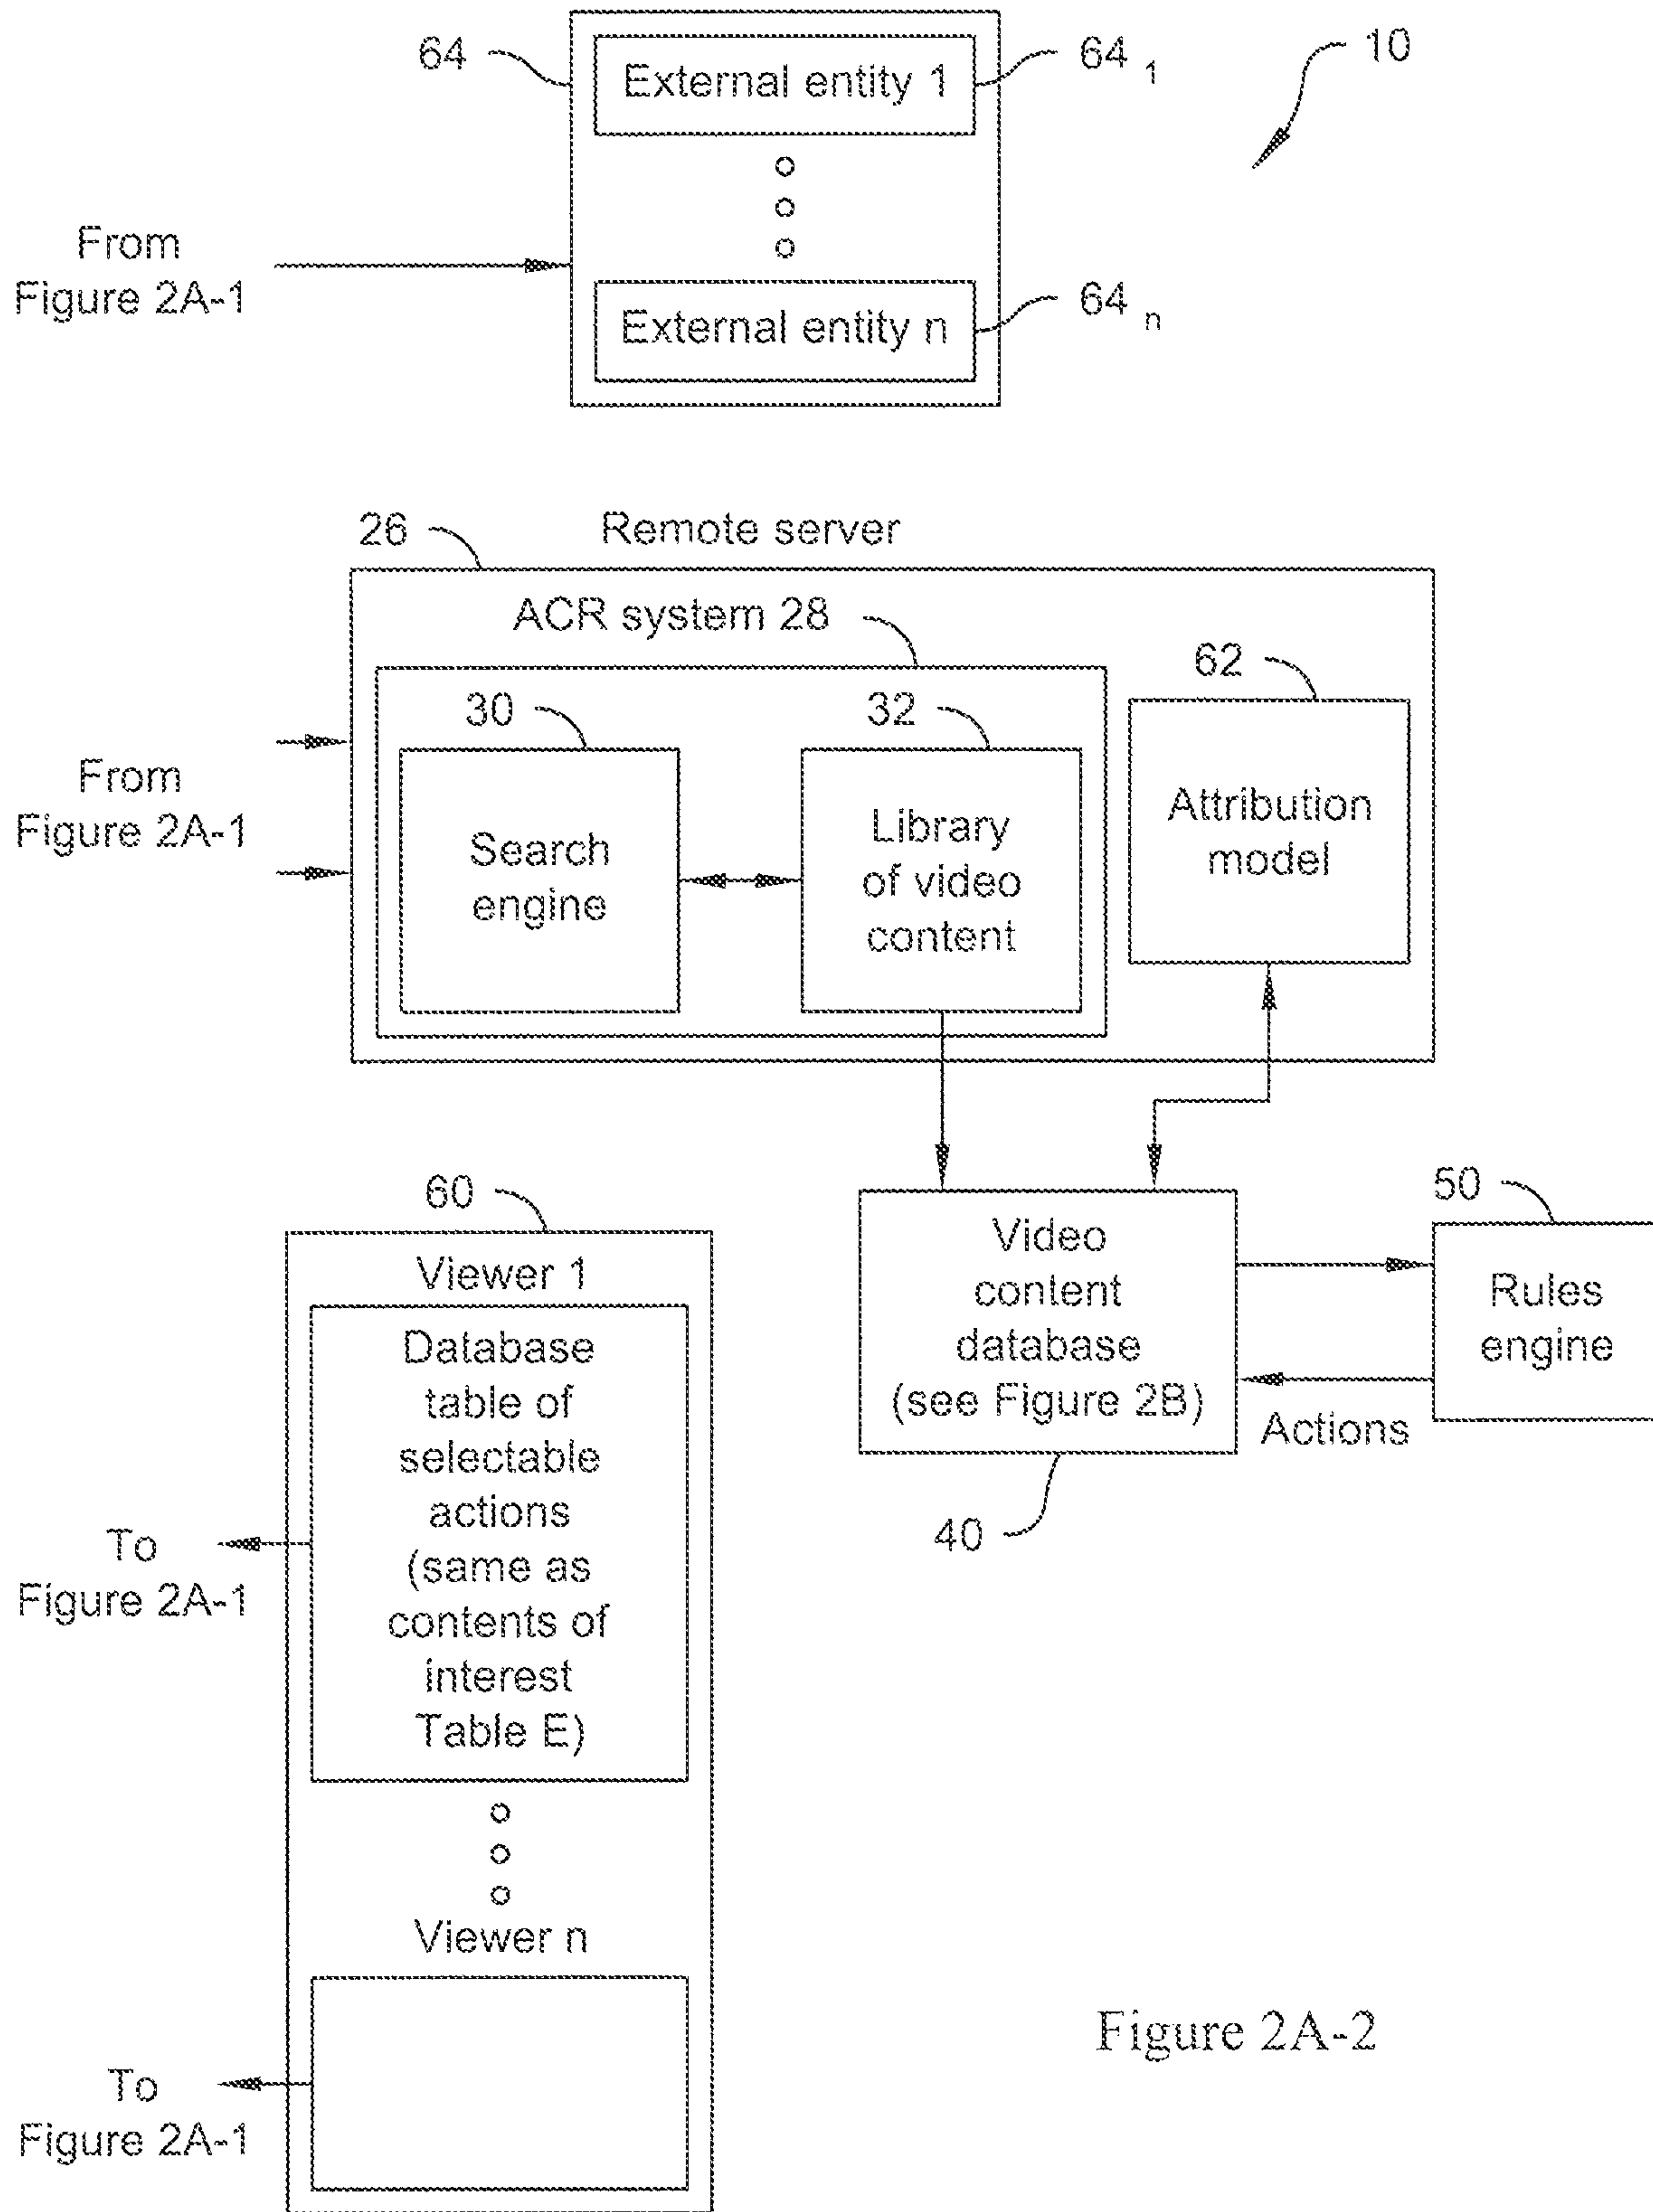 64
External entity 1
64 1
10
From
Figure 2A-1
External entity n
64 n
26
Remote server
ACR system 28
62
30
32
From
Figure 2A-1
Search
engine
Library
of video
content
Attribution
model
60
Viewer 1
Database
table of
selectable
actions
(same as
contents of
interest
Table E)
To
Figure 2A-1
Viewer n
To
Figure 2A-1
Video
content
database
(see Figure 2B)
40
50
Rules
engine
Actions
Figure 2A-2